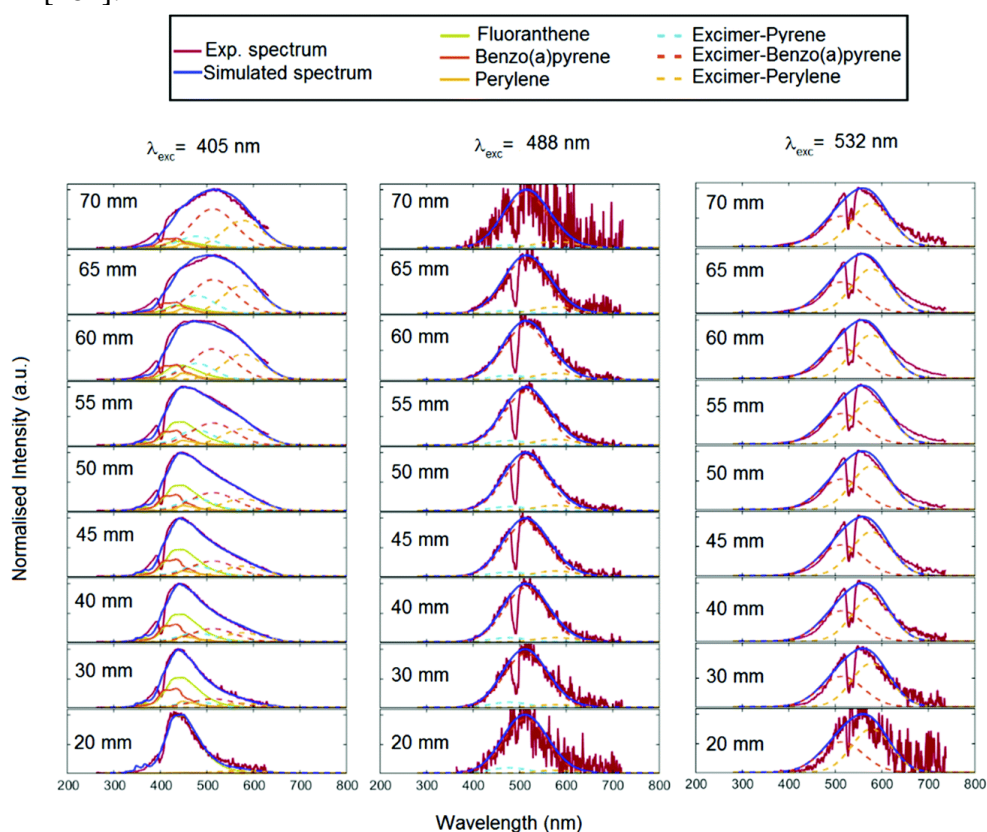 Exp. spectrum
Simulated spectrum
Fluoranthene
Benzo(a)pyrene
Perylene
Excimer-Pyrene
Excimer-Benzo(a)pyrene
Excimer-Perylene
λexc= 405 nm
λexc= 488 nm
λexc= 532 nm
Normalised Intensity (a.u.)
70 mm
65 mm
60 mm
55 mm
50 mm
45 mm
40 mm
30 mm
20 mm
200 300 400 500 600 700 800
70 mm
65 mm
60 mm
55 mm
50 mm
45 mm
40 mm
30 mm
20 mm
200 300 400 500 600 700 800
70 mm
65 mm
60 mm
55 mm
50 mm
45 mm
40 mm
30 mm
20 mm
200 300 400 500 600 700 800
Wavelength (nm)